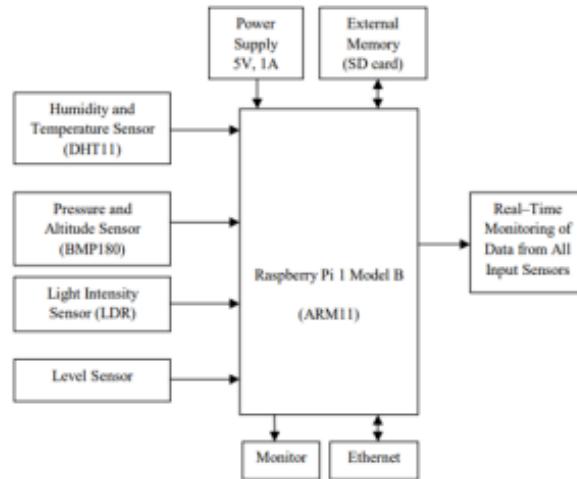 Power
Supply
5V, 1A
External
Memory
(SD card)
Humidity and
Temperature Sensor
(DHT11)
Pressure and
Altitude Sensor
(BMP180)
Light Intensity
Sensor (LDR)
Level Sensor
Raspberry Pi 1 Model B
(ARM11)
Real–Time
Monitoring of
Data from All
Input Sensors
Monitor
Ethernet